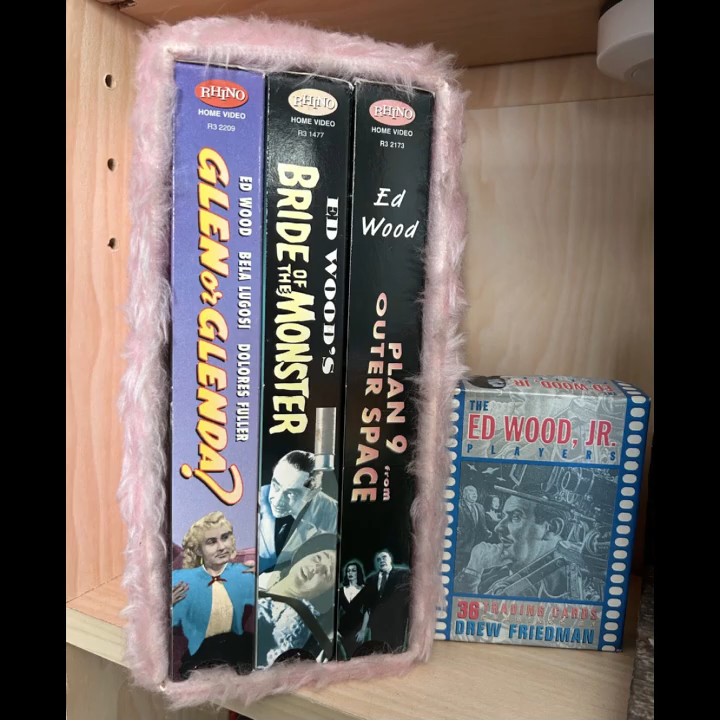 RHINO
HOME VIDEO
R3 2209
GLEN OR GLENDA?
ED WOOD BELA LUGOSI DOLORES FULLER
RHINO
HOME VIDEO
R3 1477
ED WOOD'S
BRIDE OF THE MONSTER
RHINO
HOME VIDEO
R3 2173
Ed
Wood
PLAN 9 from
OUTER SPACE
ED WOOD, JR.
THE
ED WOOD, JR.
PLAYERS
36 TRADING CARDS
DREW FRIEDMAN